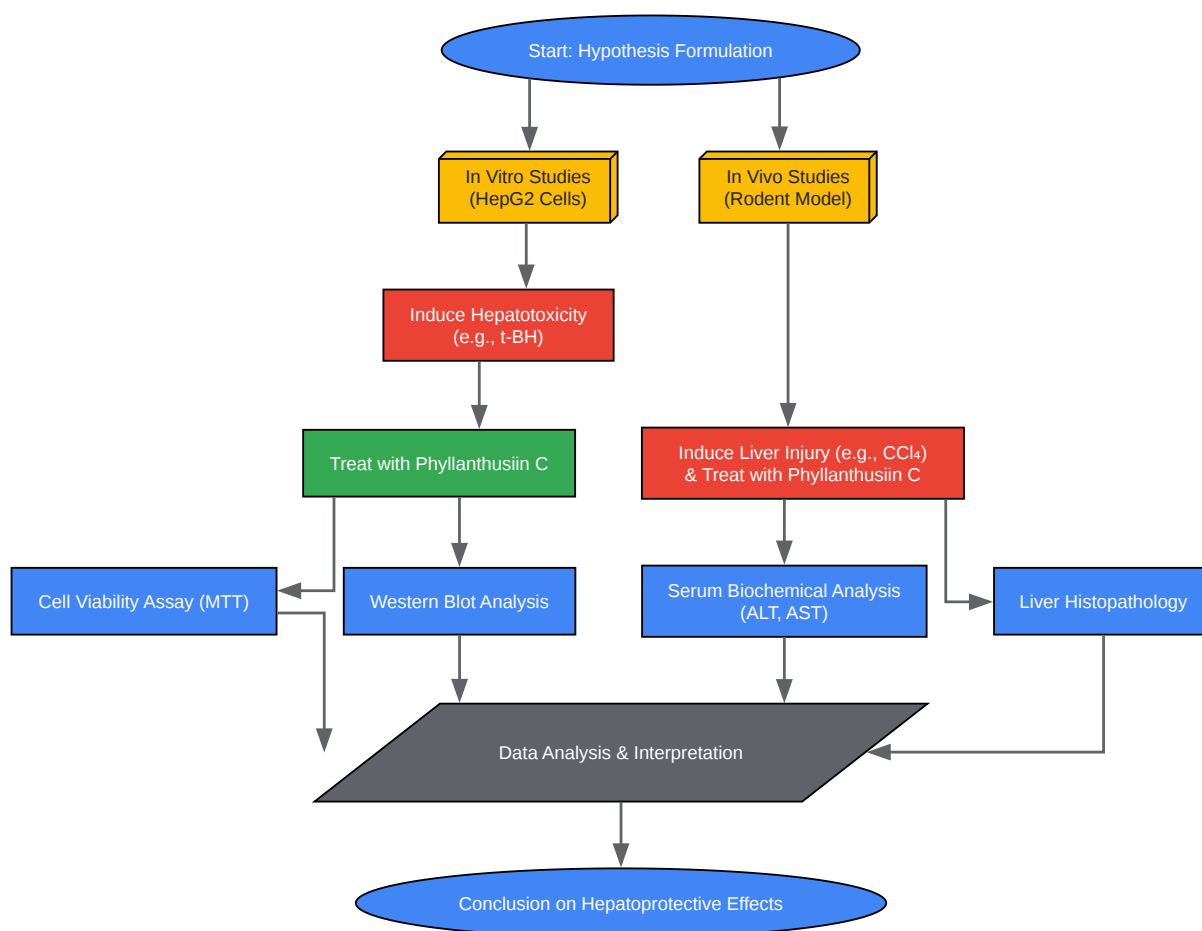 Start: Hypothesis Formulation
In Vitro Studies
(HepG2 Cells)
In Vivo Studies
(Rodent Model)
Induce Hepatotoxicity
(e.g., t-BH)
Treat with Phyllanthusiin C
Induce Liver Injury (e.g., CCl₄)
& Treat with Phyllanthusiin C
Cell Viability Assay (MTT)
Western Blot Analysis
Serum Biochemical Analysis
(ALT, AST)
Liver Histopathology
Data Analysis & Interpretation
Conclusion on Hepatoprotective Effects